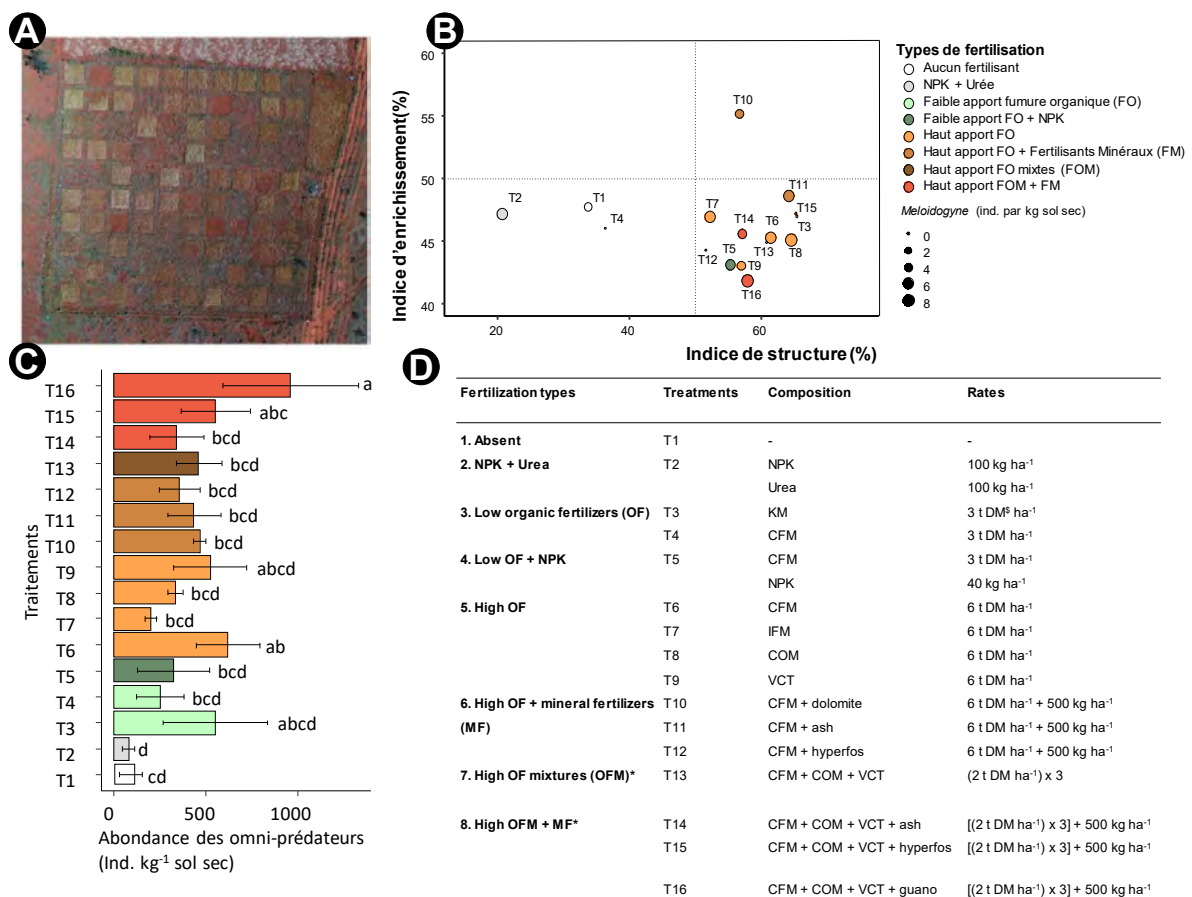 A
B
60
55
50
45
40
20
40
60
Indice d'enrichissement(%)
Indice de structure (%)
T10
T11
T2
T1
T4
T7
T15
T14
T6
T3
T13
T8
T5
T12
T9
T16
Types de fertilisation
Aucun fertilisant
NPK + Urée
Faible apport fumure organique (FO)
Faible apport FO + NPK
Haut apport FO
Haut apport FO + Fertilisants Minéraux (FM)
Haut apport FO mixtes (FOM)
Haut apport FOM + FM
Meloidogyne (ind. par kg sol sec)
0
2
4
6
8
C
Traitements
T16 a
T15 abc
T14 bcd
T13 bcd
T12 bcd
T11 bcd
T10 bcd
T9 abcd
T8 bcd
T7 bcd
T6 ab
T5 bcd
T4 bcd
T3 abcd
T2 d
T1 cd
0 500 1000
Abondance des omni-prédateurs
(Ind. kg-1 sol sec)
D
Fertilization types Treatments Composition Rates
1. Absent T1 - -
2. NPK + Urea T2 NPK 100 kg ha-1
Urea 100 kg ha-1
3. Low organic fertilizers (OF) T3 KM 3 t DM$ ha-1
T4 CFM 3 t DM ha-1
4. Low OF + NPK T5 CFM 3 t DM ha-1
NPK 40 kg ha-1
5. High OF T6 CFM 6 t DM ha-1
T7 IFM 6 t DM ha-1
T8 COM 6 t DM ha-1
T9 VCT 6 t DM ha-1
6. High OF + mineral fertilizers T10 CFM + dolomite 6 t DM ha-1 + 500 kg ha-1
(MF) T11 CFM + ash 6 t DM ha-1 + 500 kg ha-1
T12 CFM + hyperfos 6 t DM ha-1 + 500 kg ha-1
7. High OF mixtures (OFM)* T13 CFM + COM + VCT (2 t DM ha-1) x 3
8. High OFM + MF* T14 CFM + COM + VCT + ash [(2 t DM ha-1) x 3] + 500 kg ha-1
T15 CFM + COM + VCT + hyperfos [(2 t DM ha-1) x 3] + 500 kg ha-1
T16 CFM + COM + VCT + guano [(2 t DM ha-1) x 3] + 500 kg ha-1